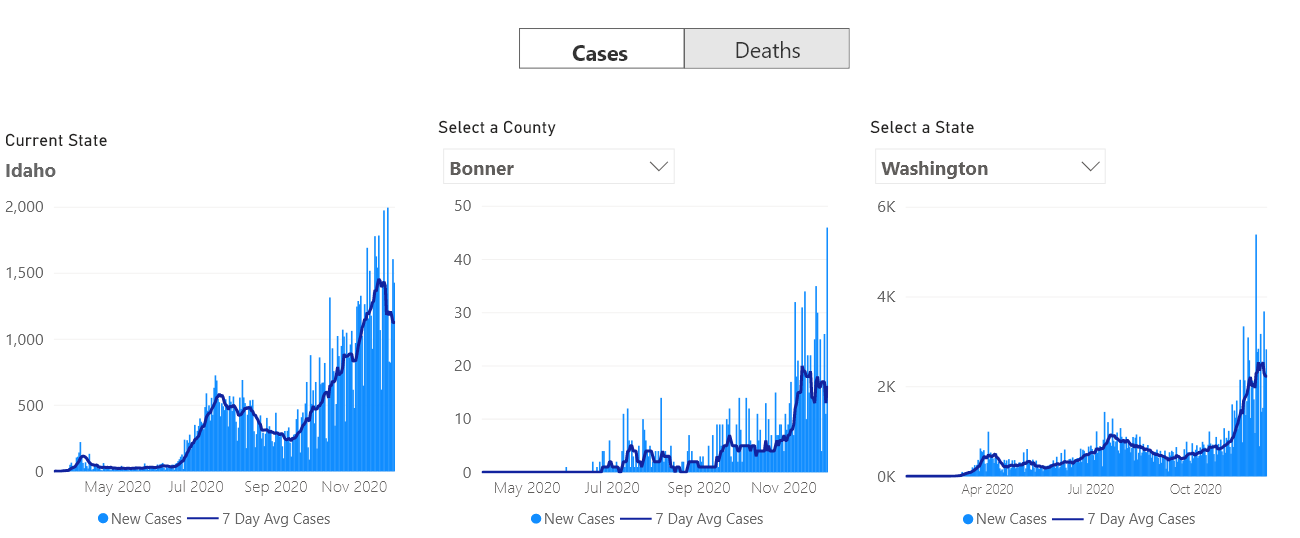 Cases Deaths
Current State
Idaho
2,000
1,500
1,000
500
0
May 2020 Jul 2020 Sep 2020 Nov 2020
New Cases 7 Day Avg Cases
Select a County
Bonner
50
40
30
20
10
0
May 2020 Jul 2020 Sep 2020 Nov 2020
New Cases 7 Day Avg Cases
Select a State
Washington
6K
4K
2K
0K
Apr 2020 Jul 2020 Oct 2020
New Cases 7 Day Avg Cases